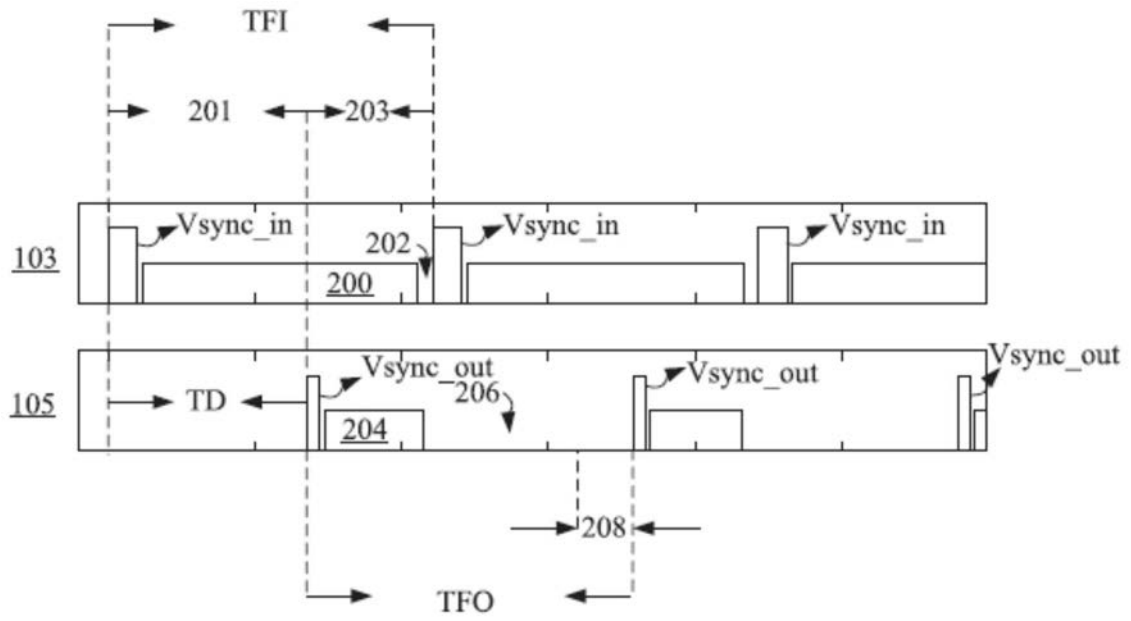 TFI
201 203
Vsync_in Vsync_in Vsync_in
202
103
200
Vsync_out Vsync_out Vsync_out
206
105 TD
204
208
TFO